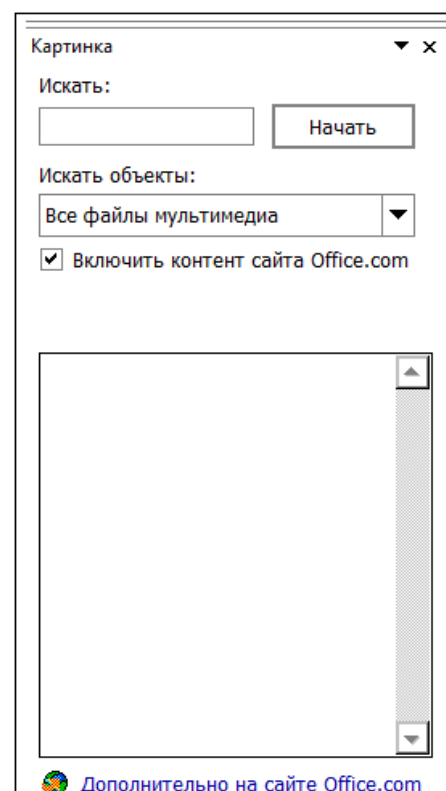 Картинка
Искать:
Начать
Искать объекты:
Все файлы мультимедиа
Включить контент сайта Office.com
Дополнительно на сайте Office.com